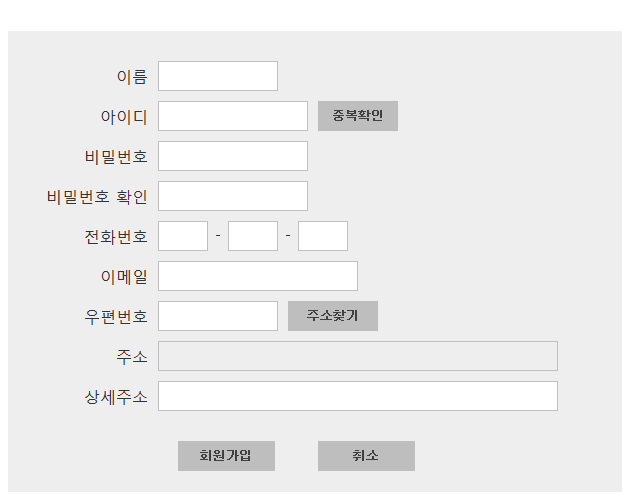 이름
아이디 중복확인
비밀번호
비밀번호 확인
전화번호 - -
이메일
우편번호 주소찾기
주소
상세주소
회원가입 취소